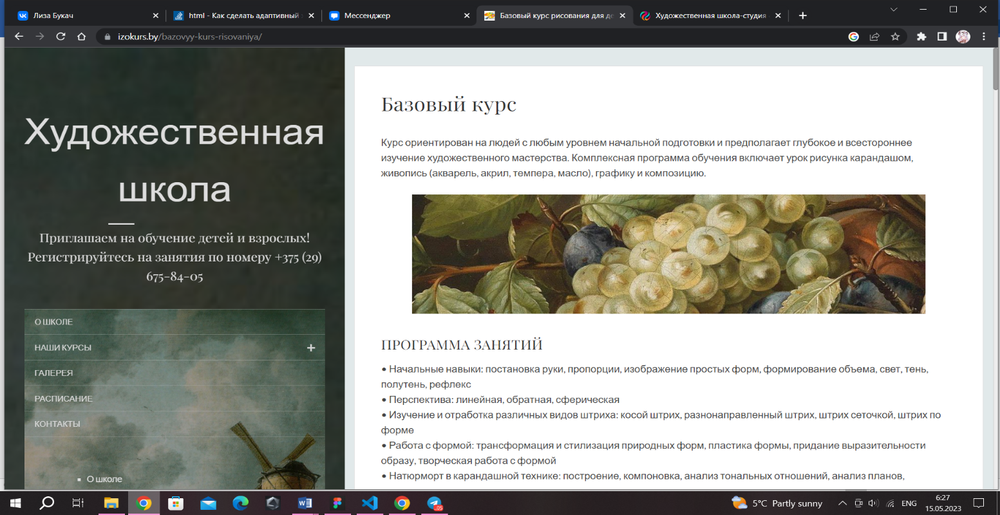 Лиза Букач
html - Как сделать адаптивный
Мессенджер
Базовый курс рисования для де
Художественная школа-студия
izokurs.by/bazovyy-kurs-risovaniya/
Художественная
школа
Приглашаем на обучение детей и взрослых!
Регистрируйтесь на занятия по номеру +375 (29)
675-84-05
О ШКОЛЕ
НАШИ КУРСЫ
ГАЛЕРЕЯ
РАСПИСАНИЕ
КОНТАКТЫ
О школе
Базовый курс
Курс ориентирован на людей с любым уровнем начальной подготовки и предполагает глубокое и всестороннее
изучение художественного мастерства. Комплексная программа обучения включает урок рисунка карандашом,
живопись (акварель, акрил, темпера, масло), графику и композицию.
ПРОГРАММА ЗАНЯТИЙ
• Начальные навыки: постановка руки, пропорции, изображение простых форм, формирование объема, свет, тень,
полутень, рефлекс
• Перспектива: линейная, обратная, сферическая
• Изучение и отработка различных видов штриха: косой штрих, разнонаправленный штрих, штрих сеточкой, штрих по
форме
• Работа с формой: трансформация и стилизация природных форм, пластика формы, придание выразительности
образу, творческая работа с формой
• Натюрморт в карандашной технике: построение, компоновка, анализ тональных отношений, анализ планов,
5°C Partly sunny
ENG
6:27
15.05.2023